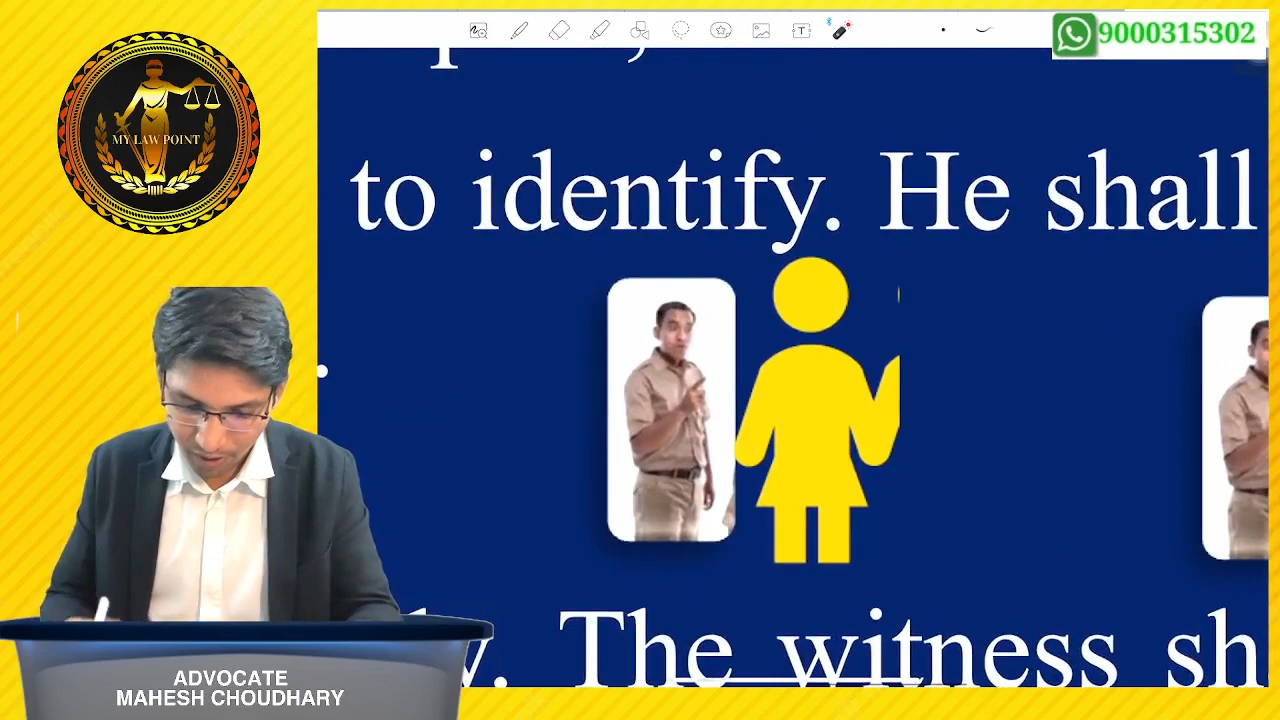 9000315302
MY LAW POINT
to identify. He shall
. The witness sh
ADVOCATE
MAHESH CHOUDHARY